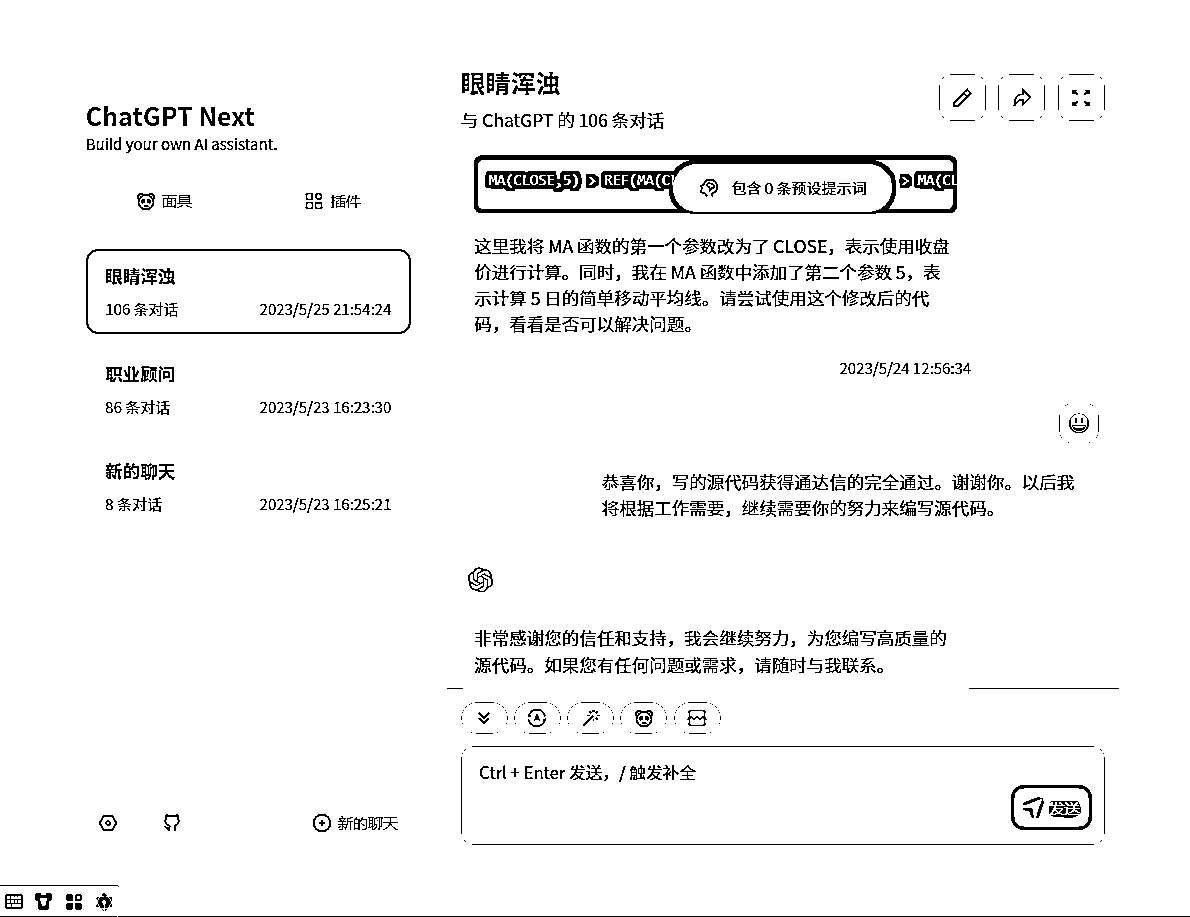 ChatGPT Next
Build your own AI assistant.
面具
插件
眼睛浑浊
106 条对话
2023/5/25 21:54:24
职业顾问
86 条对话
2023/5/23 16:23:30
新的聊天
8 条对话
2023/5/23 16:25:21
新的聊天
眼睛浑浊
与 ChatGPT 的 106 条对话
MA(CLOSE,5) > REF(MA(CL
> MA(CL
包含 0 条预设提示词
这里我将 MA 函数的第一个参数改为了 CLOSE，表示使用收盘
价进行计算。同时，我在 MA 函数中添加了第二个参数 5，表
示计算 5 日的简单移动平均线。请尝试使用这个修改后的代
码，看看是否可以解决问题。
2023/5/24 12:56:34
恭喜你，写的源代码获得通达信的完全通过。谢谢你。以后我
将根据工作需要，继续需要你的努力来编写源代码。
非常感谢您的信任和支持，我会继续努力，为您编写高质量的
源代码。如果您有任何问题或需求，请随时与我联系。
Ctrl + Enter 发送，/ 触发补全
发送